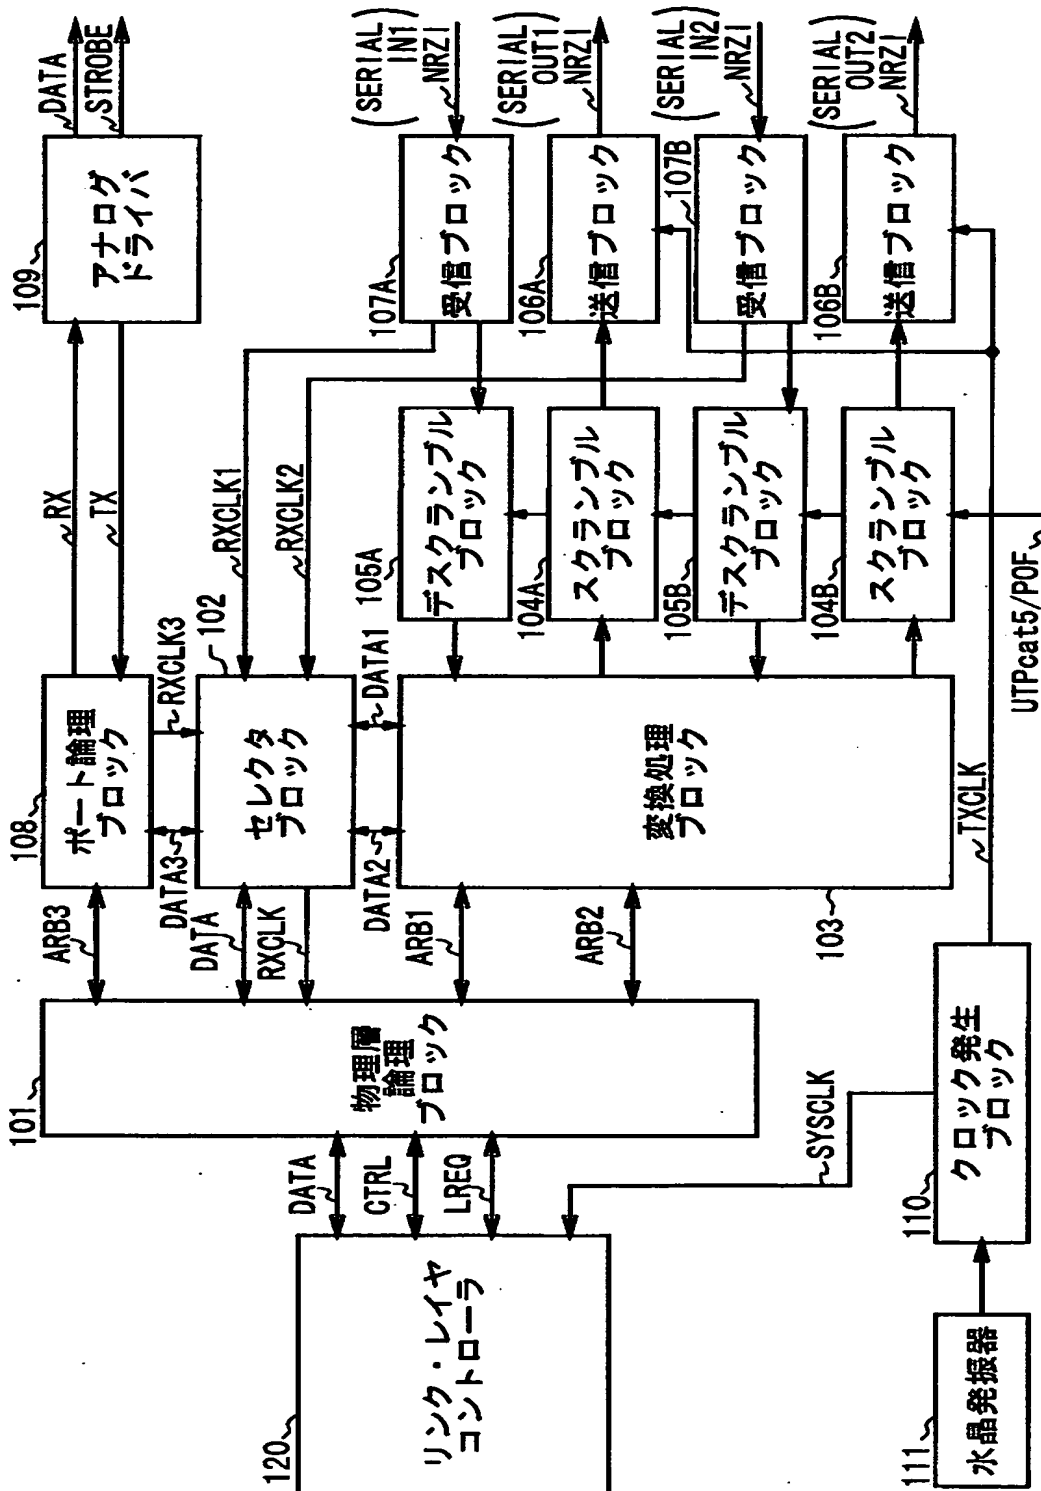 120
リンク・レイヤ
コントローラ
DATA
CTRL
LREQ
SYSCLK
101
物理層
論理
ブロック
ARB3
DATA
RXCLK
ARB1
ARB2
108
ポート論理
ブロック
DATA3
RXCLK3
102
セレクタ
ブロック
DATA2
DATA1
103
変換処理
ブロック
RX
TX
109
アナログ
ドライバ
DATA
STROBE
RXCLK1
RXCLK2
105A
デスクランブル
ブロック
104A
スクランブル
ブロック
105B
デスクランブル
ブロック
104B
スクランブル
ブロック
107A
受信ブロック
106A
送信ブロック
107B
受信ブロック
106B
送信ブロック
(SERIAL
IN1)
NRZI
(SERIAL
OUT1)
NRZI
(SERIAL
IN2)
NRZI
(SERIAL
OUT2)
NRZI
UTPcat5/POF
TXCLK
110
クロック発生
ブロック
111
水晶発振器